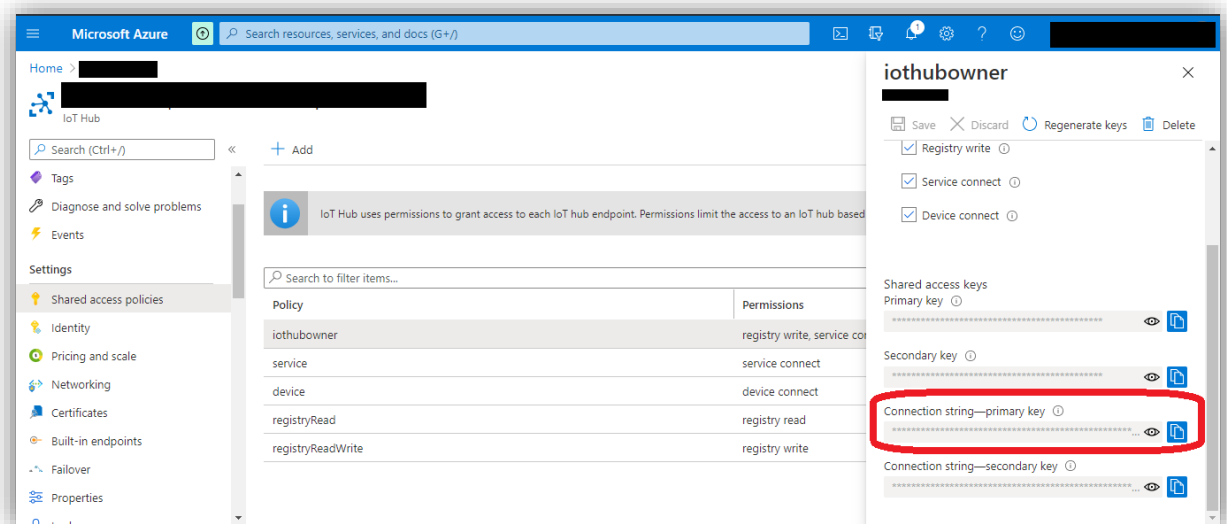 Microsoft Azure
Search resources, services, and docs (G+/)
1
Home >
IoT Hub
Search (Ctrl+/)
«
Tags
Diagnose and solve problems
Events
Settings
Shared access policies
Identity
Pricing and scale
Networking
Certificates
Built-in endpoints
Failover
Properties
+ Add
IoT Hub uses permissions to grant access to each IoT hub endpoint. Permissions limit the access to an IoT hub based
Search to filter items...
Policy Permissions
iothubowner registry write, service
service service connect
device device connect
registryRead registry read
registryReadWrite registry write
iothubowner
Save Discard Regenerate keys Delete
Registry write
Service connect
Device connect
Shared access keys
Primary key
********************************************
Secondary key
********************************************
Connection string—primary key
**************************************************...
Connection string—secondary key
**************************************************...